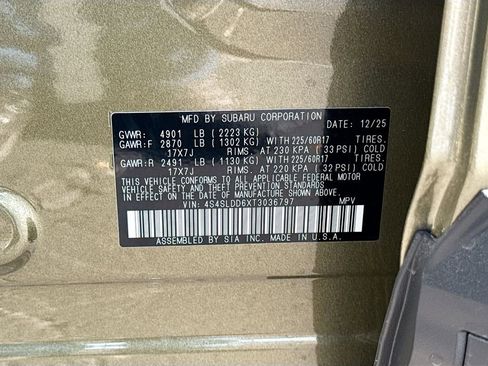 MFD BY SUBARU CORPORATION
DATE: 12/25
GVWR: 4901 LB ( 2223 KG)
GAWR:F 2870 LB ( 1302 KG) WITH 225/60R17 TIRES.
17X7J RIMS. AT 230 KPA ( 33 PSI) COLD
GAWR:R 2491 LB ( 1130 KG) WITH 225/60R17 TIRES.
17X7J RIMS. AT 220 KPA ( 32 PSI) COLD
THIS VEHICLE CONFORMS TO ALL APPLICABLE FEDERAL MOTOR
VEHICLE SAFETY AND THEFT PREVENTION STANDARDS IN
EFFECT ON THE DATE OF MANUFACTURE SHOWN ABOVE.
VIN: 4S4SLDD6XT3036797 MPV
ASSEMBLED BY SIA INC. MADE IN U.S.A.